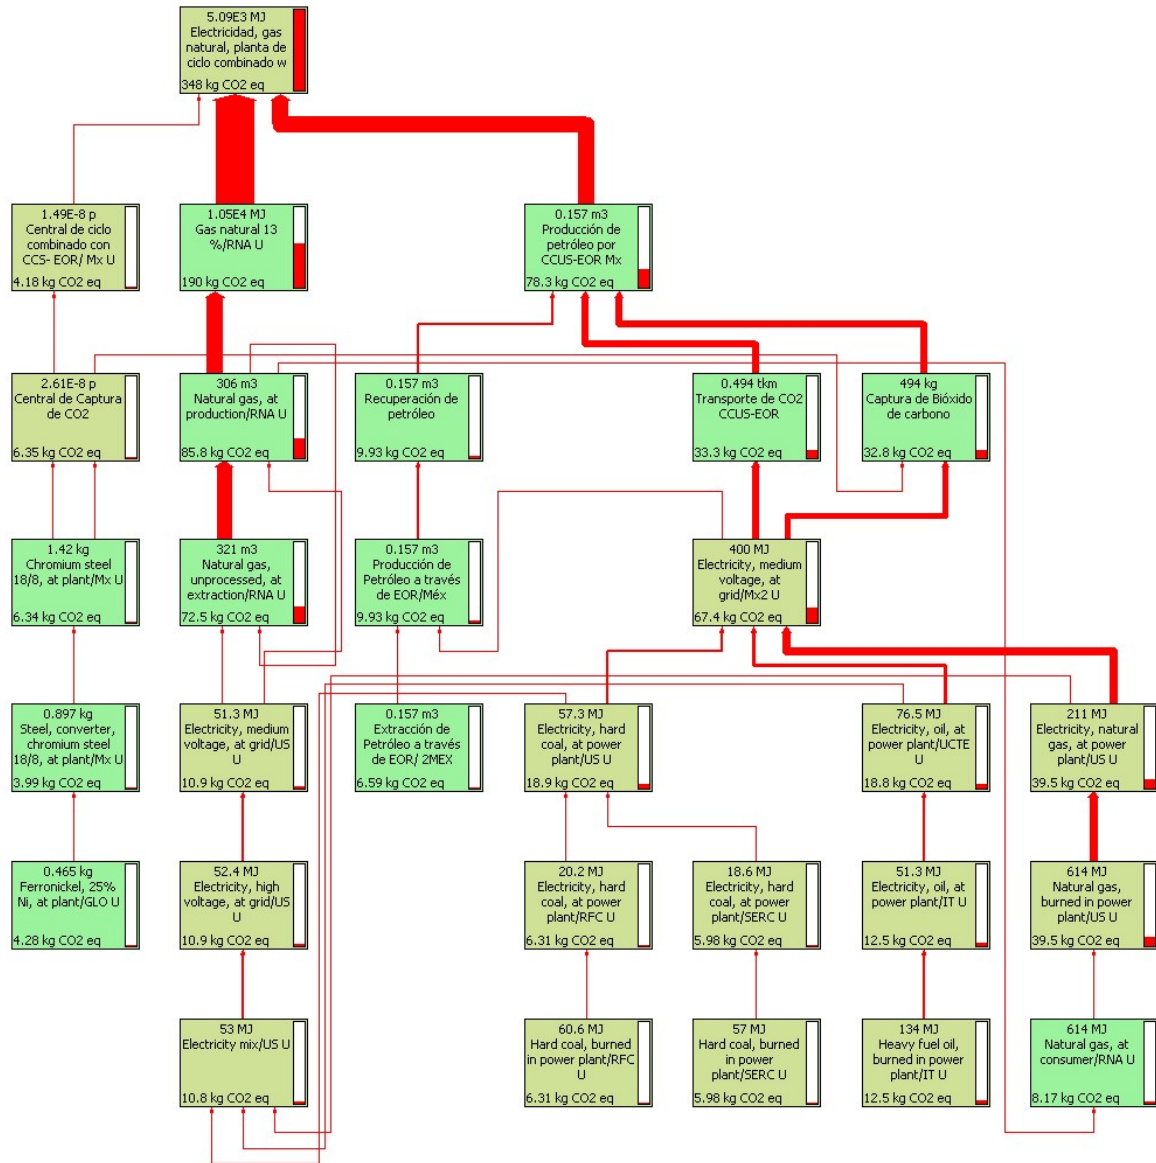 5.09E3 MJ
Electricidad, gas
natural, planta de
ciclo combinado w
348 kg CO2 eq
1.49E-8 p
Central de ciclo
combinado con
CCS- EOR/ Mx U
4.18 kg CO2 eq
1.05E4 MJ
Gas natural 13
%/RNA U
190 kg CO2 eq
0.157 m3
Producción de
petróleo por
CCUS-EOR Mx
78.3 kg CO2 eq
2.61E-8 p
Central de Captura
de CO2
6.35 kg CO2 eq
306 m3
Natural gas, at
production/RNA U
85.8 kg CO2 eq
0.157 m3
Recuperación de
petróleo
9.93 kg CO2 eq
0.494 tkm
Transporte de CO2
CCUS-EOR
33.3 kg CO2 eq
494 kg
Captura de Bióxido
de carbono
32.8 kg CO2 eq
1.42 kg
Chromium steel
18/8, at plant/Mx U
6.34 kg CO2 eq
321 m3
Natural gas,
unprocessed, at
extraction/RNA U
72.5 kg CO2 eq
0.157 m3
Producción de
Petróleo a través
de EOR/Méx
9.93 kg CO2 eq
400 MJ
Electricity, medium
voltage, at
grid/Mx2 U
67.4 kg CO2 eq
0.897 kg
Steel, converter,
chromium steel
18/8, at plant/Mx U
3.99 kg CO2 eq
51.3 MJ
Electricity, medium
voltage, at grid/US
U
10.9 kg CO2 eq
0.157 m3
Extracción de
Petróleo a través
de EOR/ 2MEX
6.59 kg CO2 eq
57.3 MJ
Electricity, hard
coal, at power
plant/US U
18.9 kg CO2 eq
76.5 MJ
Electricity, oil, at
power plant/UCTE
U
18.8 kg CO2 eq
211 MJ
Electricity, natural
gas, at power
plant/US U
39.5 kg CO2 eq
0.465 kg
Ferronickel, 25%
Ni, at plant/GLO U
4.28 kg CO2 eq
52.4 MJ
Electricity, high
voltage, at grid/US
U
10.9 kg CO2 eq
20.2 MJ
Electricity, hard
coal, at power
plant/RFC U
6.31 kg CO2 eq
18.6 MJ
Electricity, hard
coal, at power
plant/SERC U
5.98 kg CO2 eq
51.3 MJ
Electricity, oil, at
power plant/IT U
12.5 kg CO2 eq
614 MJ
Natural gas,
burned in power
plant/US U
39.5 kg CO2 eq
53 MJ
Electricity mix/US U
10.8 kg CO2 eq
60.6 MJ
Hard coal, burned
in power plant/RFC
U
6.31 kg CO2 eq
57 MJ
Hard coal, burned
in power
plant/SERC U
5.98 kg CO2 eq
134 MJ
Heavy fuel oil,
burned in power
plant/IT U
12.5 kg CO2 eq
614 MJ
Natural gas, at
consumer/RNA U
8.17 kg CO2 eq